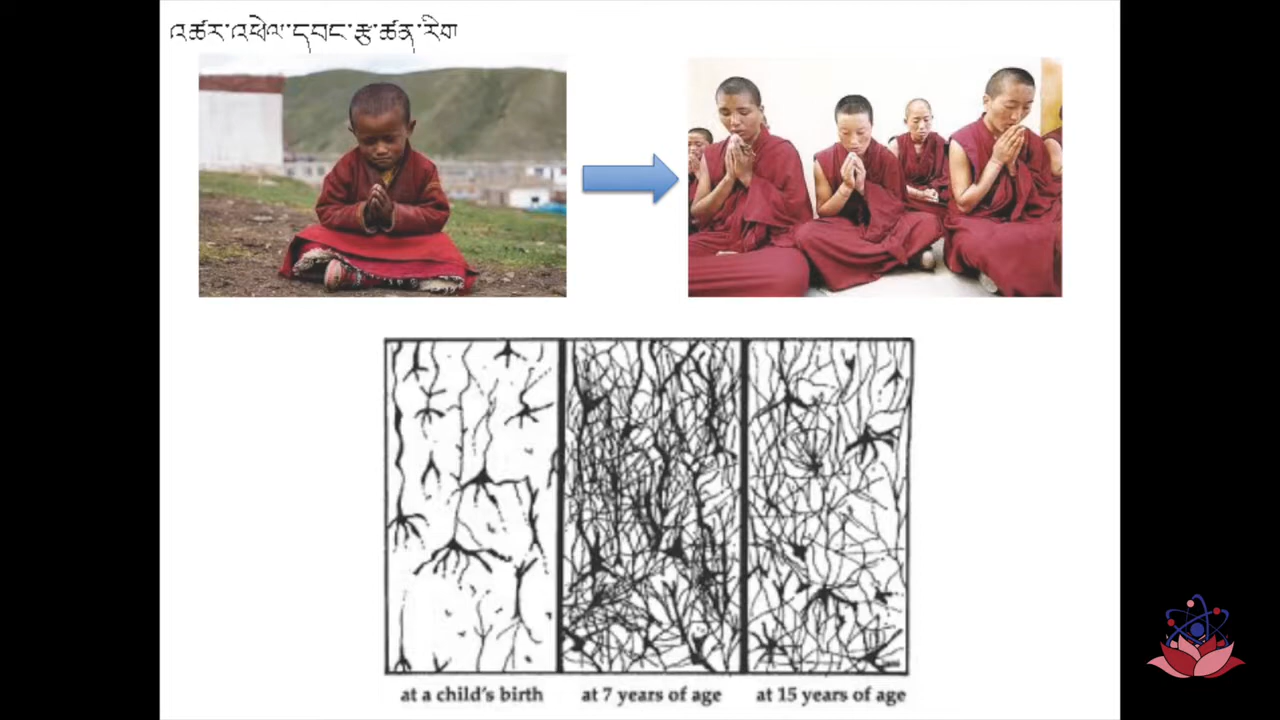 འཚར་འཕེལ་དབང་རྩ་ཚན་རིག
at a child's birth
at 7 years of age
at 15 years of age